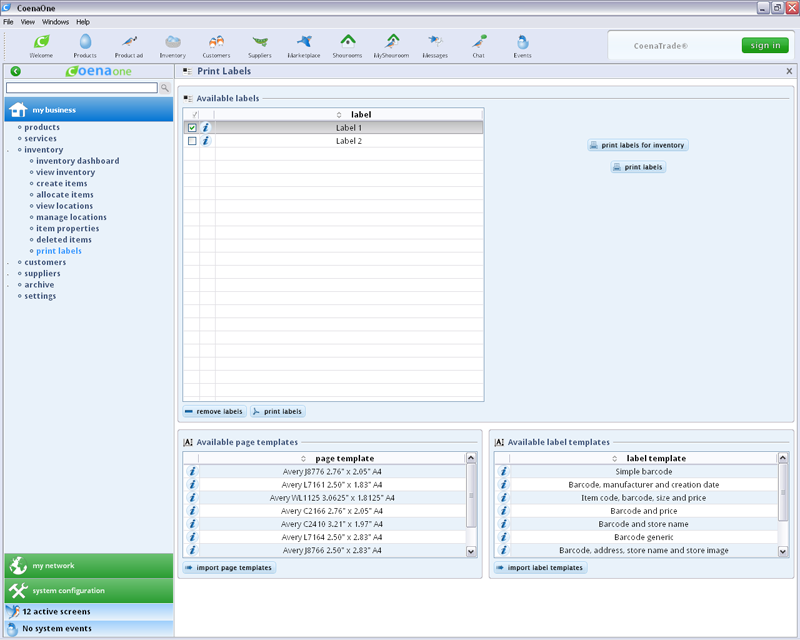 CoenaOne
File View Windows Help
Welcome Products Product ad Inventory Customers Suppliers Marketplace Showrooms MyShowroom Messages Chat Events
CoenaTrade® sign in
Coenaone
Print Labels X
my business
products
services
inventory
inventory dashboard
view inventory
create items
allocate items
view locations
manage locations
item properties
deleted items
print labels
customers
suppliers
archive
settings
my network
system configuration
12 active screens
No system events
Available labels
label
Label 1
Label 2
print labels for inventory
print labels
remove labels print labels
Available page templates
page template
Avery J8776 2.76" x 2.05" A4
Avery L7161 2.50" x 1.83" A4
Avery WL1125 3.0625" x 1.8125" A4
Avery C2166 2.76" x 2.05" A4
Avery C2410 3.21" x 1.97" A4
Avery L7164 2.50" x 2.83" A4
Avery J8766 2.50" x 2.83" A4
import page templates
Available label templates
label template
Simple barcode
Barcode, manufacturer and creation date
Item code, barcode, size and price
Barcode and price
Barcode and store name
Barcode generic
Barcode, address, store name and store image
import label templates